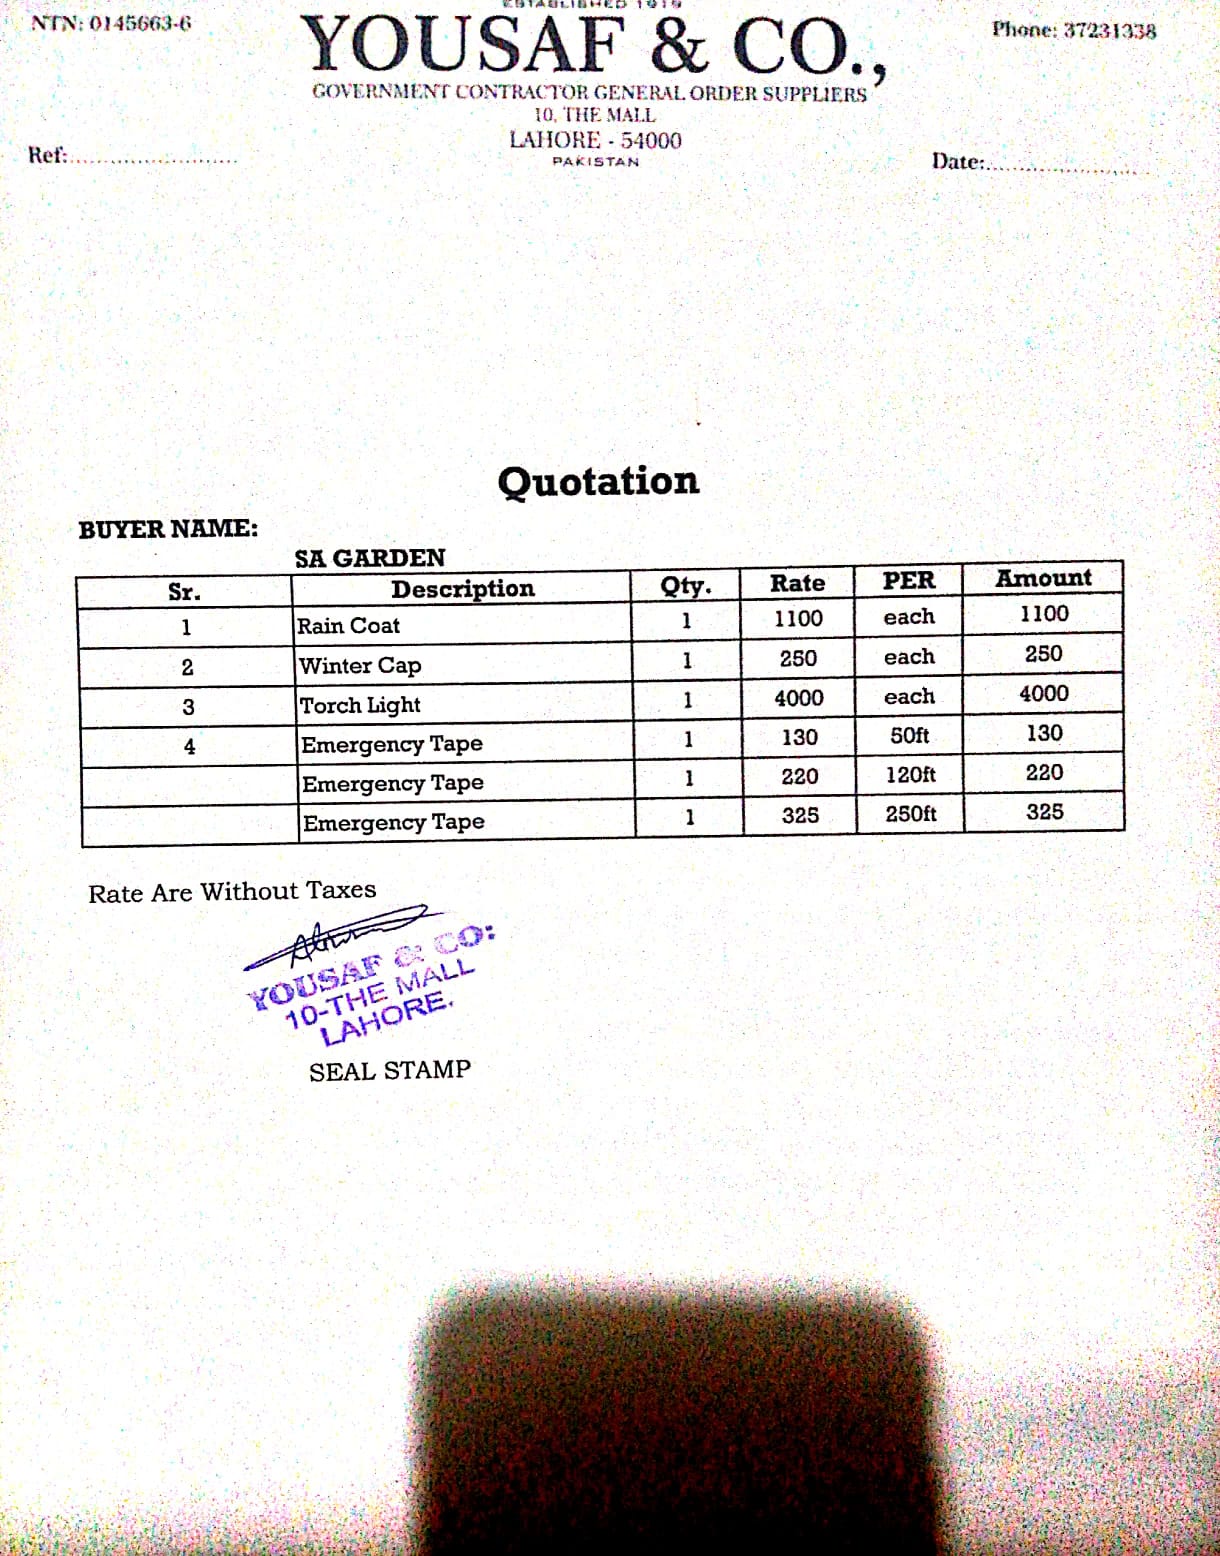 ESTABLISHED 1919
NTN: 0145663-6
YOUSAF & CO.,
Phone: 37231338
GOVERNMENT CONTRACTOR GENERAL ORDER SUPPLIERS
10, THE MALL
LAHORE - 54000
PAKISTAN
Ref:........................
Date:........................
Quotation
BUYER NAME:
SA GARDEN
Sr. Description Qty. Rate PER Amount
1 Rain Coat 1 1100 each 1100
2 Winter Cap 1 250 each 250
3 Torch Light 1 4000 each 4000
4 Emergency Tape 1 130 50ft 130
Emergency Tape 1 220 120ft 220
Emergency Tape 1 325 250ft 325
Rate Are Without Taxes
YOUSAF & CO:
10-THE MALL
LAHORE.
SEAL STAMP